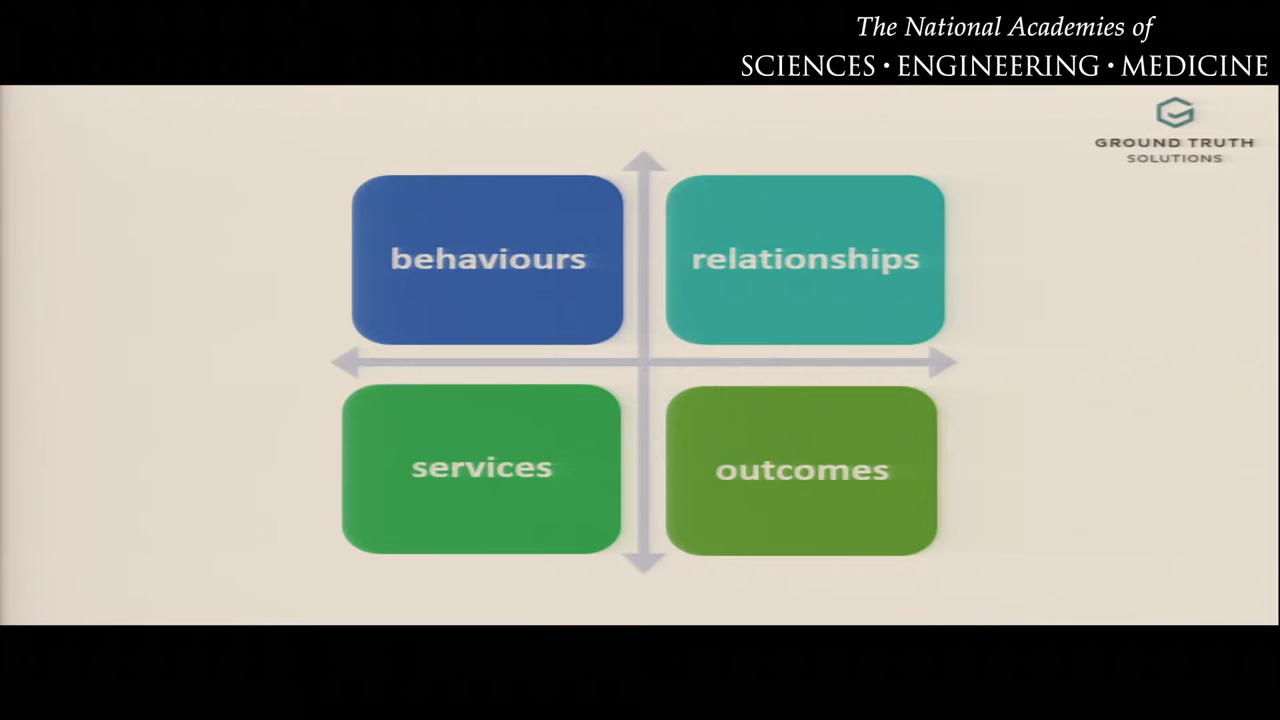 The National Academies of
SCIENCES • ENGINEERING • MEDICINE
GROUND TRUTH
SOLUTIONS
behaviours
relationships
services
outcomes